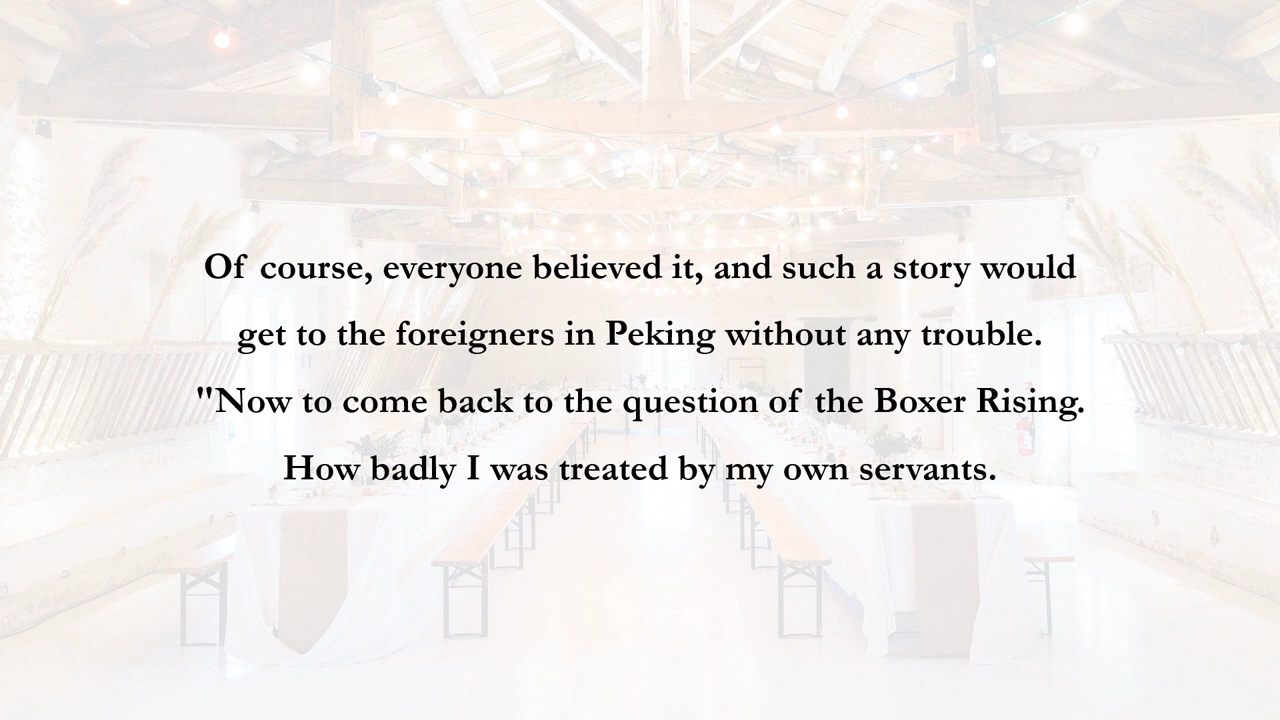 Of course, everyone believed it, and such a story would
get to the foreigners in Peking without any trouble.
"Now to come back to the question of the Boxer Rising.
How badly I was treated by my own servants.